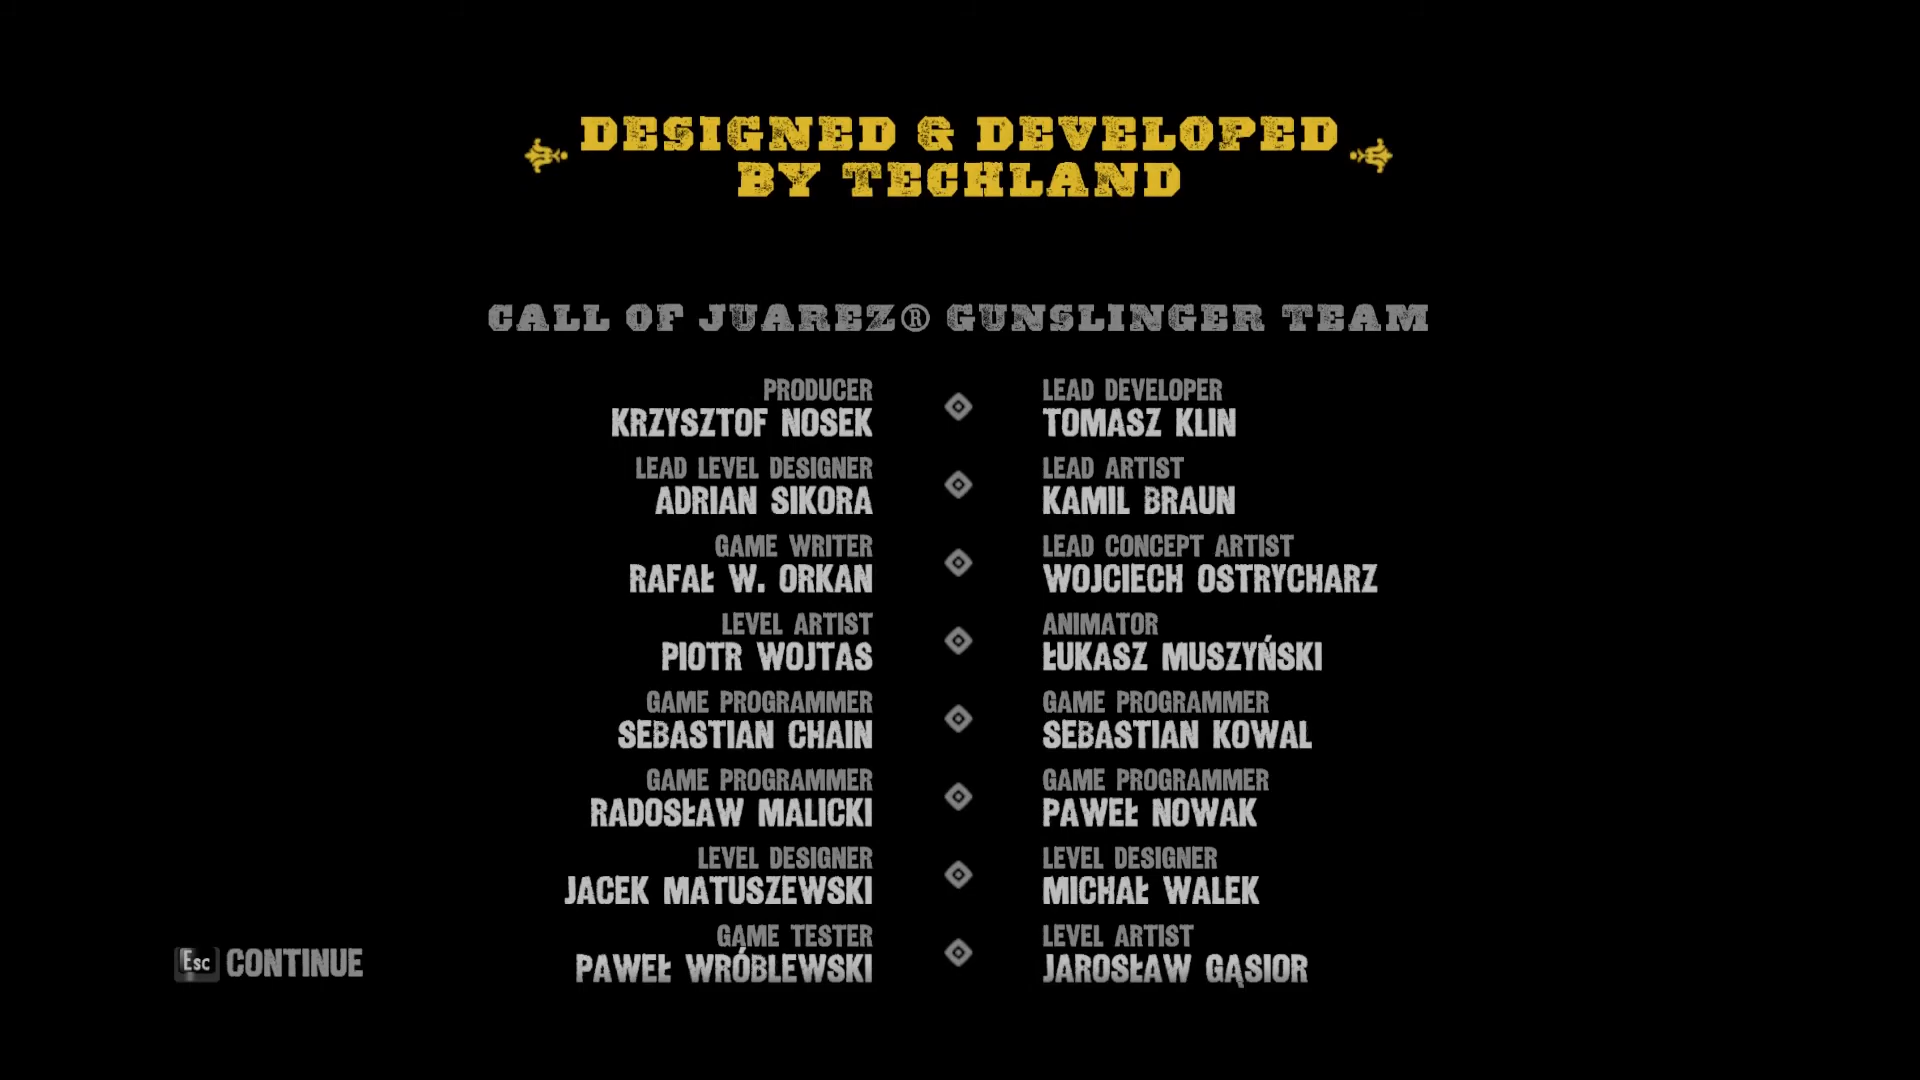 DESIGNED & DEVELOPED
BY TECHLAND
CALL OF JUAREZ® GUNSLINGER TEAM
PRODUCER
KRZYSZTOF NOSEK
LEAD DEVELOPER
TOMASZ KLIN
LEAD LEVEL DESIGNER
ADRIAN SIKORA
LEAD ARTIST
KAMIL BRAUN
GAME WRITER
RAFAŁ W. ORKAN
LEAD CONCEPT ARTIST
WOJCIECH OSTRYCHARZ
LEVEL ARTIST
PIOTR WOJTAS
ANIMATOR
ŁUKASZ MUSZYŃSKI
GAME PROGRAMMER
SEBASTIAN CHAIN
GAME PROGRAMMER
SEBASTIAN KOWAL
GAME PROGRAMMER
RADOSŁAW MALICKI
GAME PROGRAMMER
PAWEŁ NOWAK
LEVEL DESIGNER
JACEK MATUSZEWSKI
LEVEL DESIGNER
MICHAŁ WALEK
GAME TESTER
PAWEŁ WRÓBLEWSKI
LEVEL ARTIST
JAROSŁAW GĄSIOR
Esc CONTINUE